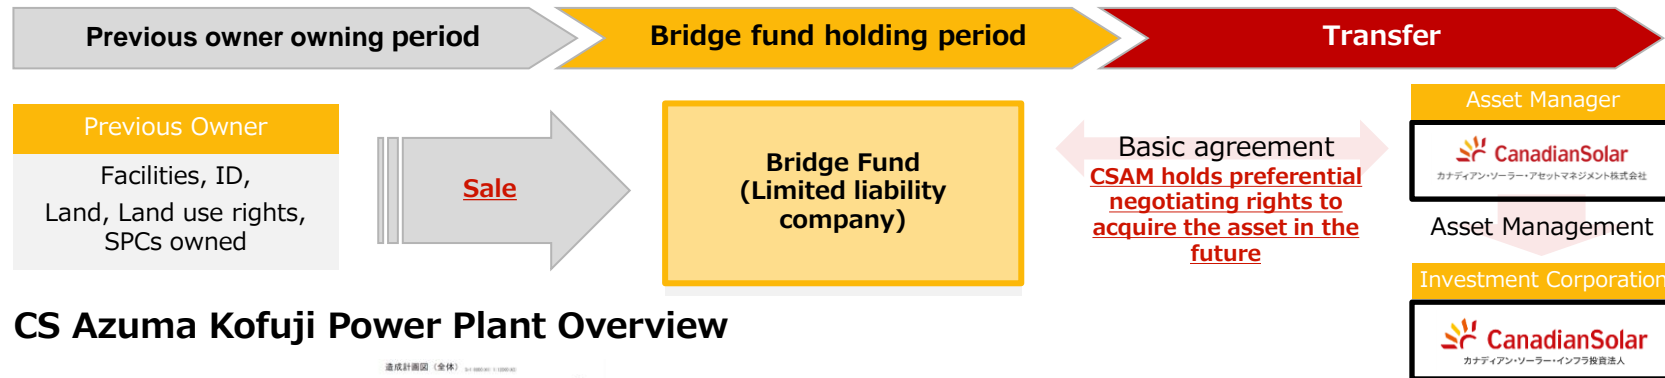 Previous owner owning period
Bridge fund holding period
Transfer
Previous Owner
Facilities, ID,
Land, Land use rights,
SPCs owned
Sale
Bridge Fund
(Limited liability
company)
Basic agreement
CSAM holds preferential
negotiating rights to
acquire the asset in the
future
Asset Manager
CanadianSolar
カナディアン・ソーラー・アセットマネジメント株式会社
Asset Management
Investment Corporation
CanadianSolar
カナディアン・ソーラー・インフラ投資法人
CS Azuma Kofuji Power Plant Overview
造成計画図（全体）